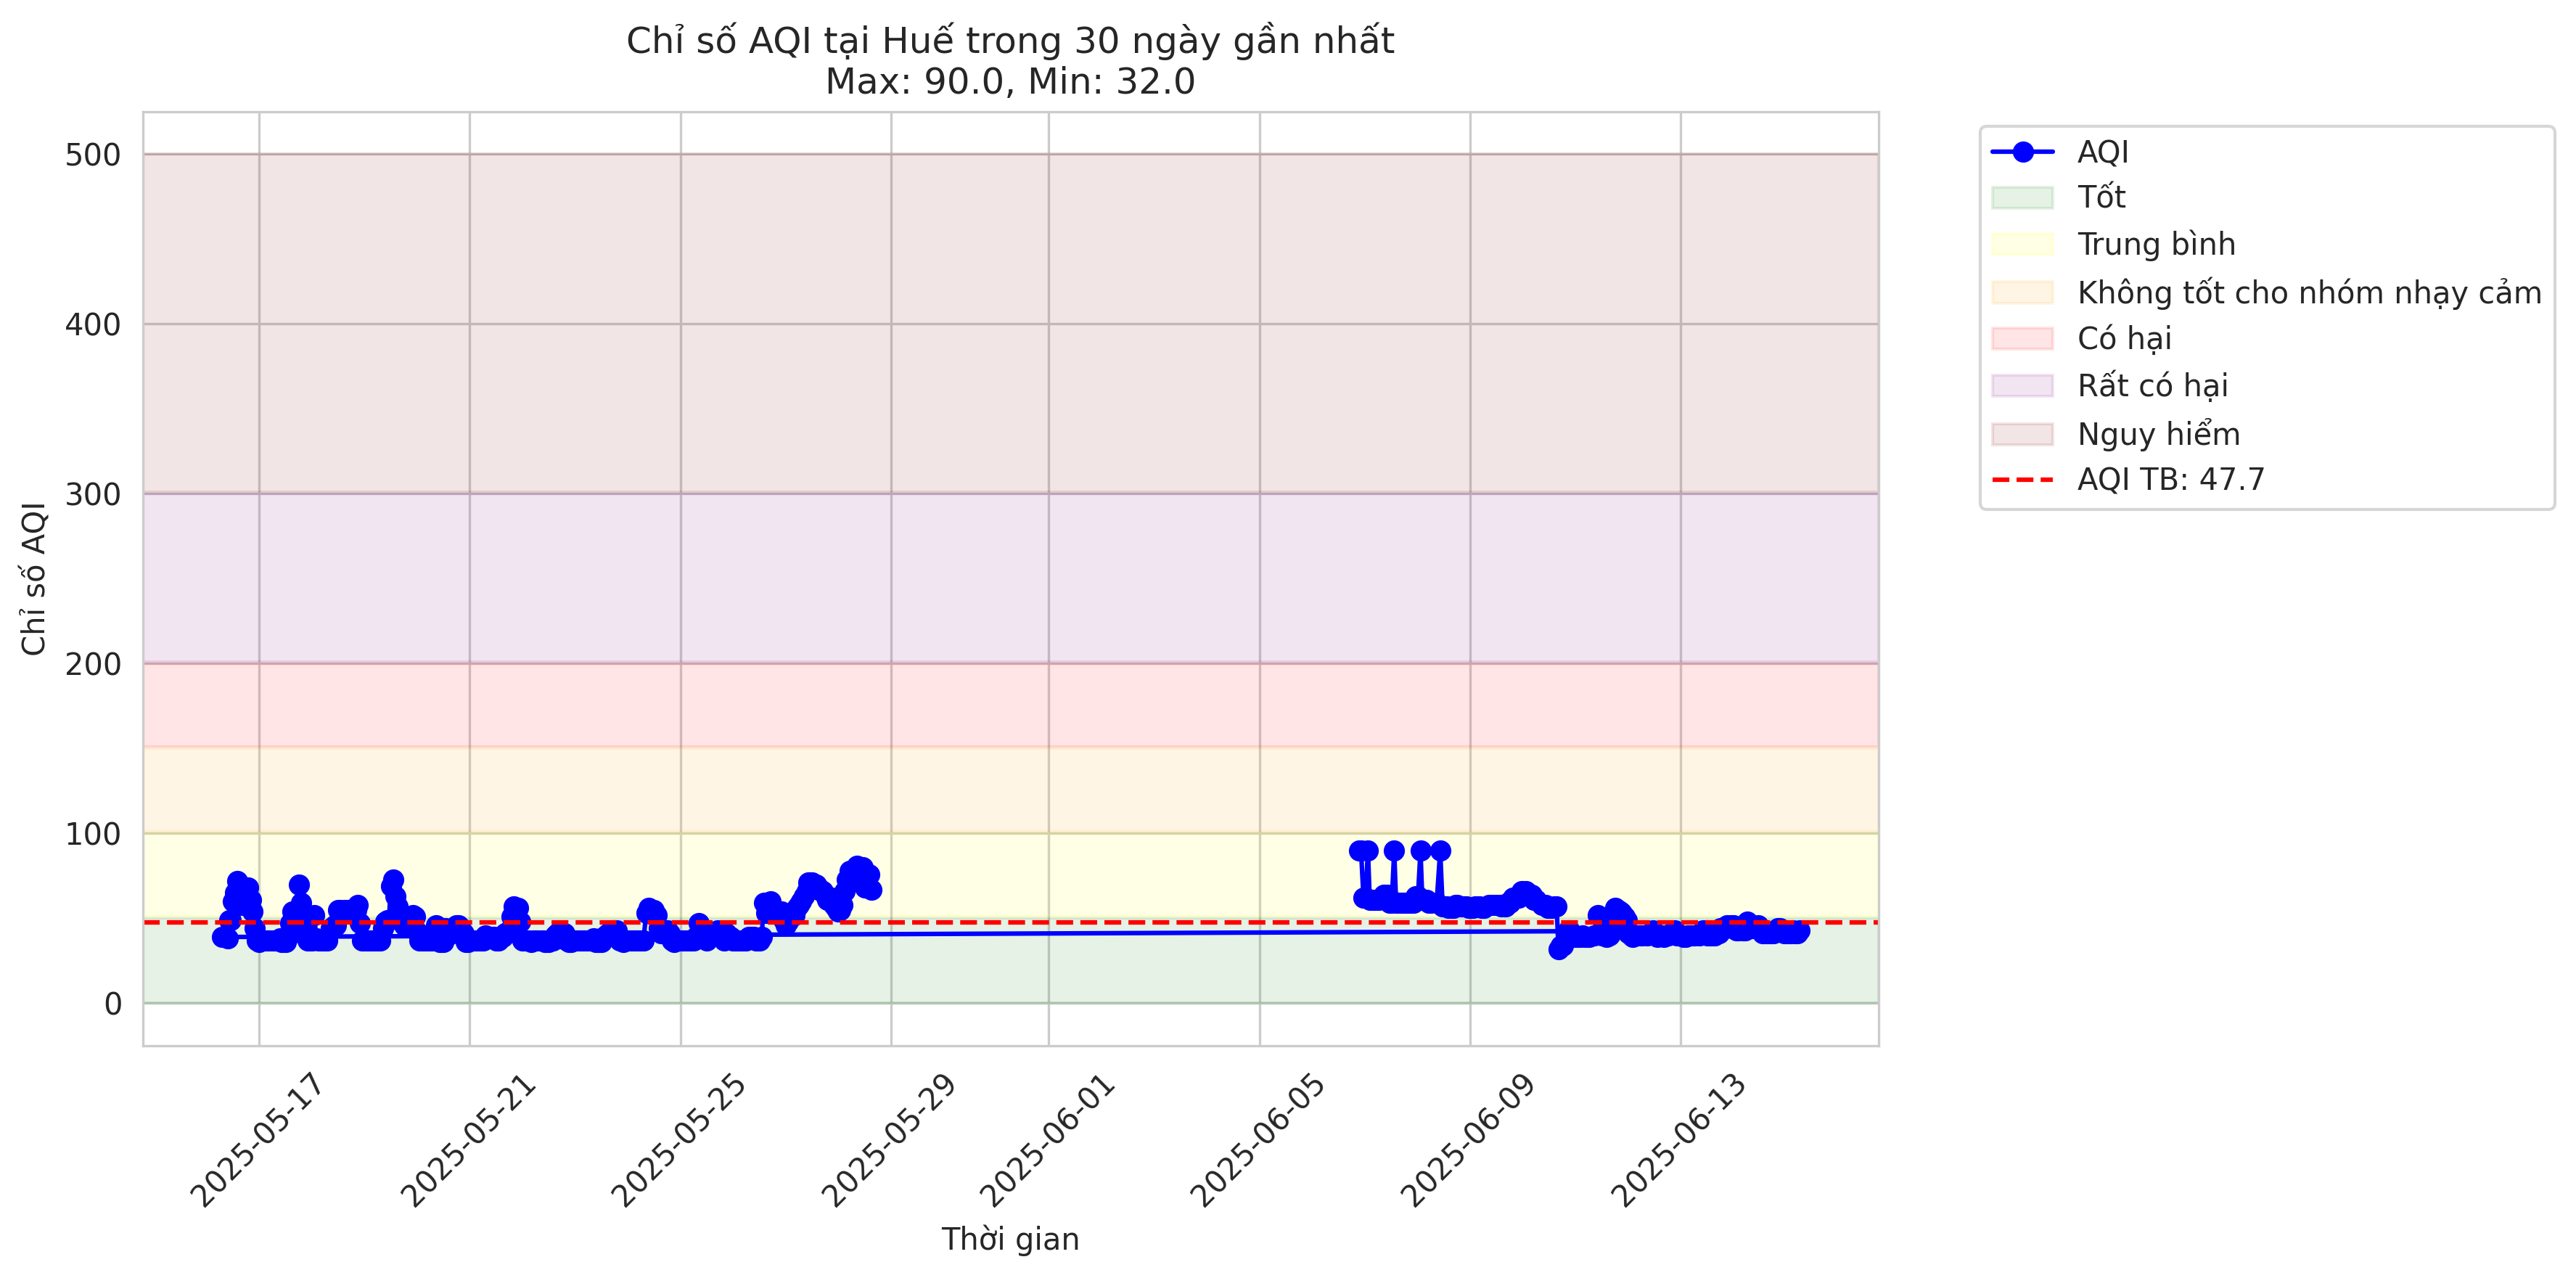 Chỉ số AQI tại Huế trong 30 ngày gần nhất
Max: 90.0, Min: 32.0
Chỉ số AQI
500
400
300
200
100
0
2025-05-17
2025-05-21
2025-05-25
2025-05-29
2025-06-01
2025-06-05
2025-06-09
2025-06-13
Thời gian
AQI
Tốt
Trung bình
Không tốt cho nhóm nhạy cảm
Có hại
Rất có hại
Nguy hiểm
AQI TB: 47.7